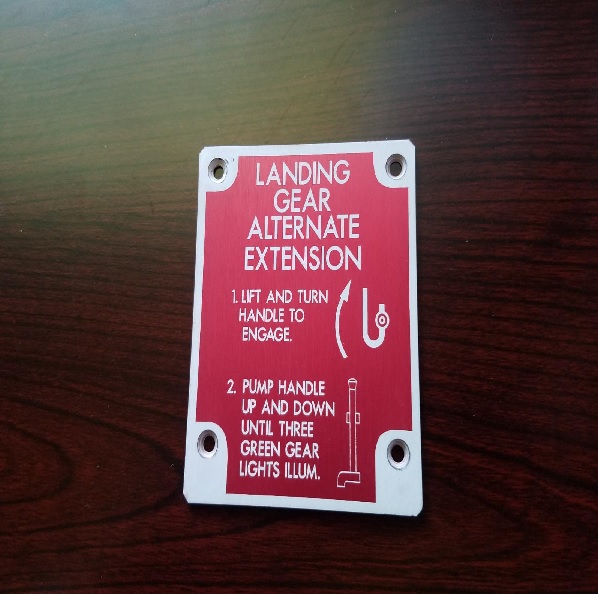 LANDING
GEAR
ALTERNATE
EXTENSION
1. LIFT AND TURN
HANDLE TO
ENGAGE.
2. PUMP HANDLE
UP AND DOWN
UNTIL THREE
GREEN GEAR
LIGHTS ILLUM.